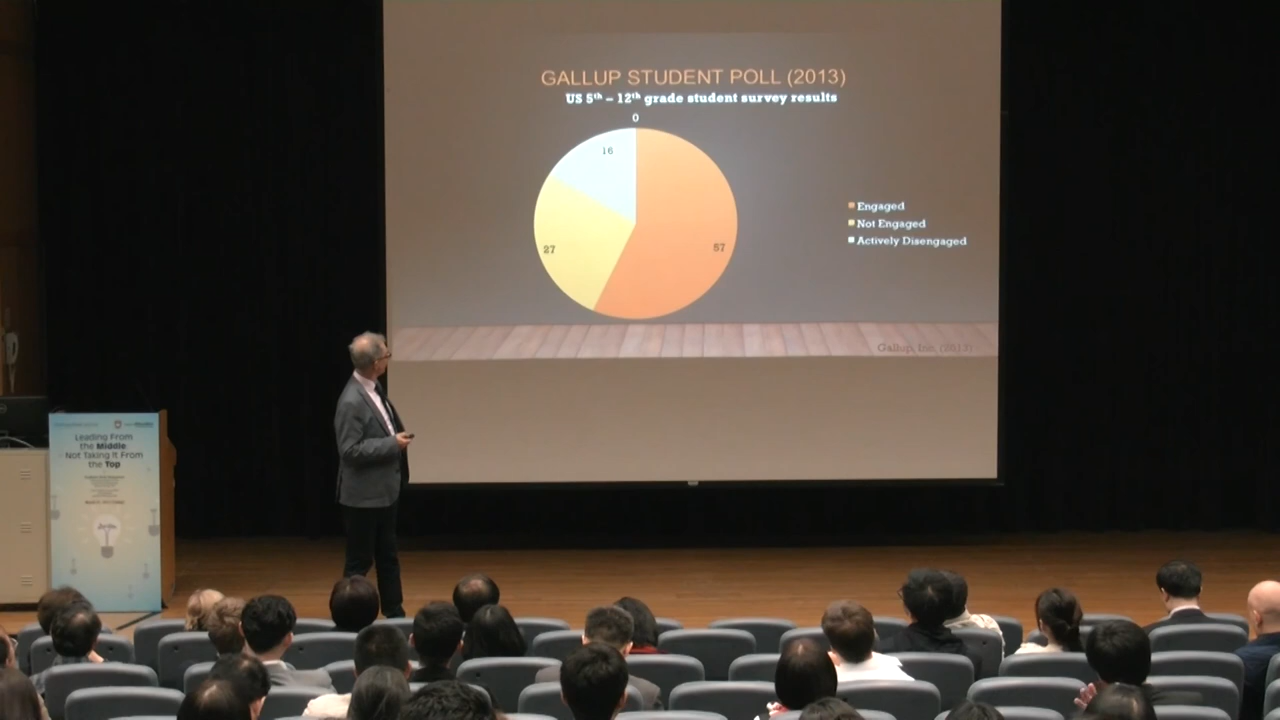 GALLUP STUDENT POLL (2013)
US 5th – 12th grade student survey results
0
16
27
57
Engaged
Not Engaged
Actively Disengaged
Gallup, Inc. (2013)
Leading From
the Middle:
Not Taking It From
the Top